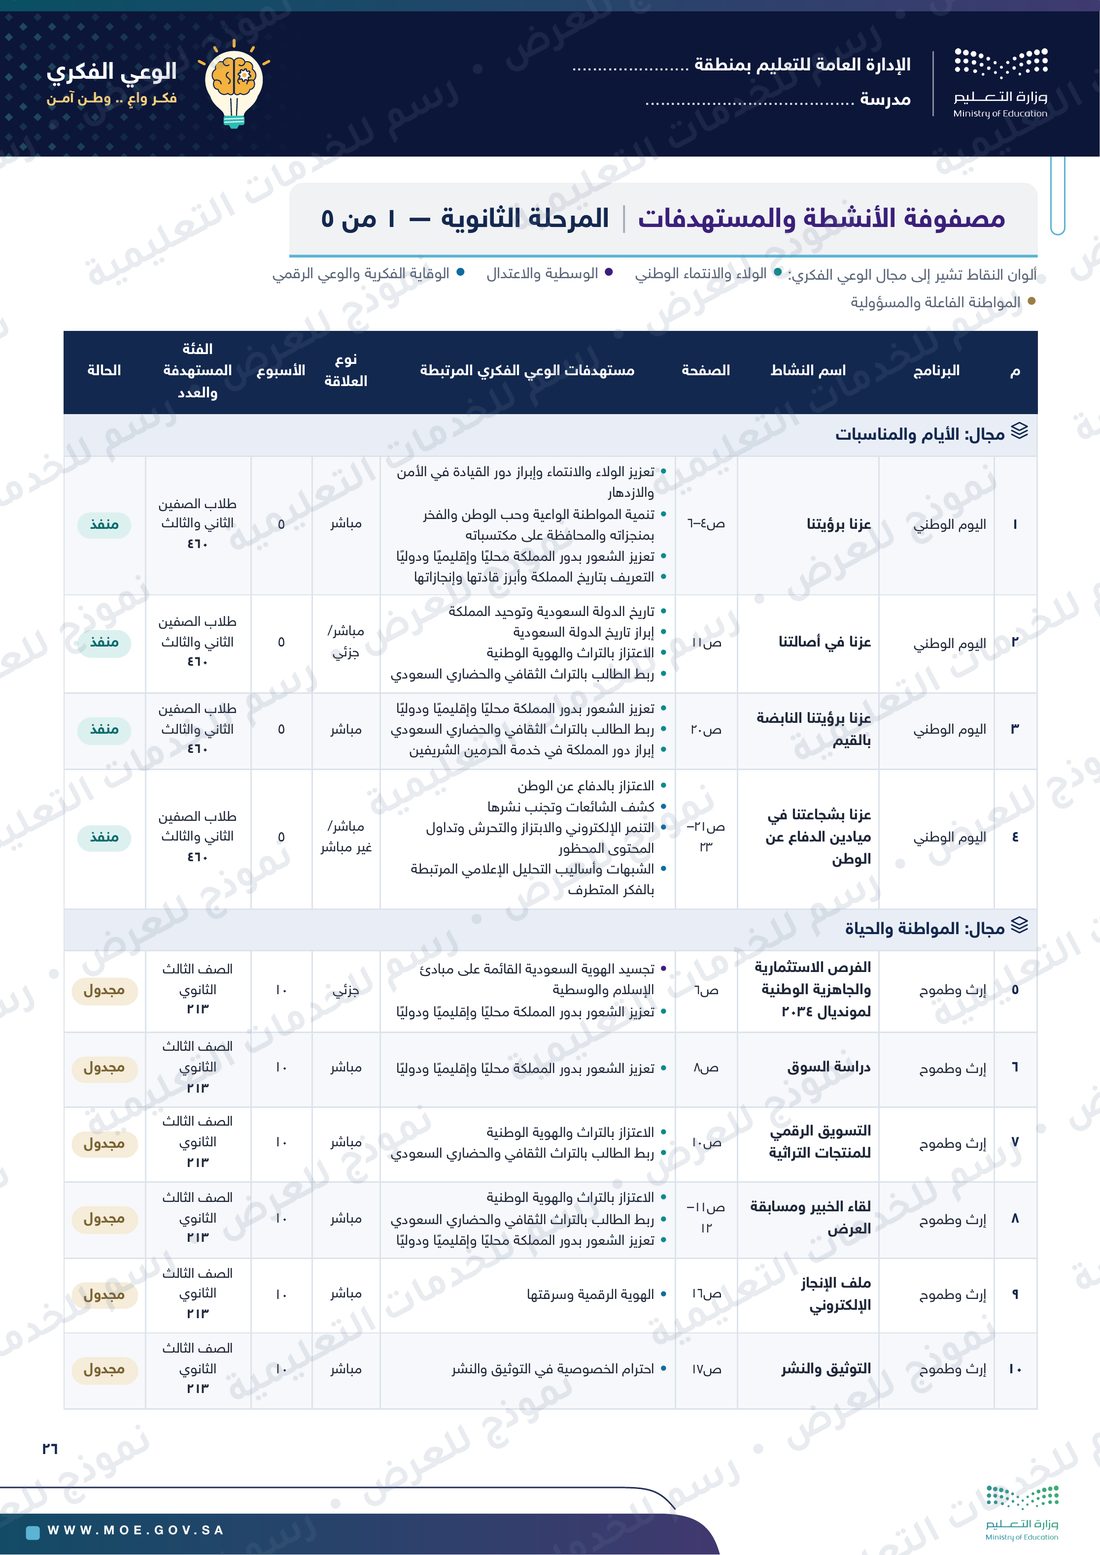 وزارة التعـــليم
Ministry of Education
الإدارة العامة للتعليم بمنطقة .......................
مدرسة .........................................
الوعي الفكري
فكـر واعٍ .. وطـن آمـن
مصفوفة الأنشطة والمستهدفات | المرحلة الثانوية — ١ من ٥
ألوان النقاط تشير إلى مجال الوعي الفكري: • الولاء والانتماء الوطني • الوسطية والاعتدال • الوقاية الفكرية والوعي الرقمي
• المواطنة الفاعلة والمسؤولية
م البرنامج اسم النشاط الصفحة مستهدفات الوعي الفكري المرتبطة نوع العلاقة الأسبوع الفئة المستهدفة والعدد الحالة
مجال: الأيام والمناسبات
١ اليوم الوطني عزنا برؤيتنا ص٤–٦
• تعزيز الولاء والانتماء وإبراز دور القيادة في الأمن
والازدهار
• تنمية المواطنة الواعية وحب الوطن والفخر
بمنجزاته والمحافظة على مكتسباته
• تعزيز الشعور بدور المملكة محليًا وإقليميًا ودوليًا
• التعريف بتاريخ المملكة وأبرز قادتها وإنجازاتها
مباشر ٥
طلاب الصفين
الثاني والثالث
٤٦٠
منفذ
٢ اليوم الوطني عزنا في أصالتنا ص١١
• تاريخ الدولة السعودية وتوحيد المملكة
• إبراز تاريخ الدولة السعودية
• الاعتزاز بالتراث والهوية الوطنية
• ربط الطالب بالتراث الثقافي والحضاري السعودي
مباشر/
جزئي
٥
طلاب الصفين
الثاني والثالث
٤٦٠
منفذ
٣ اليوم الوطني
عزنا برؤيتنا النابضة
بالقيم
ص٢٠
• تعزيز الشعور بدور المملكة محليًا وإقليميًا ودوليًا
• ربط الطالب بالتراث الثقافي والحضاري السعودي
• إبراز دور المملكة في خدمة الحرمين الشريفين
مباشر ٥
طلاب الصفين
الثاني والثالث
٤٦٠
منفذ
٤ اليوم الوطني
عزنا بشجاعتنا في
ميادين الدفاع عن
الوطن
ص٢١–
٢٣
• الاعتزاز بالدفاع عن الوطن
• كشف الشائعات وتجنب نشرها
• التنمر الإلكتروني والابتزاز والتحرش وتداول
المحتوى المحظور
• الشبهات وأساليب التحليل الإعلامي المرتبطة
بالفكر المتطرف
مباشر/
غير مباشر
٥
طلاب الصفين
الثاني والثالث
٤٦٠
منفذ
مجال: المواطنة والحياة
٥ إرث وطموح
الفرص الاستثمارية
والجاهزية الوطنية
لمونديال ٢٠٣٤
ص٦
• تجسيد الهوية السعودية القائمة على مبادئ
الإسلام والوسطية
• تعزيز الشعور بدور المملكة محليًا وإقليميًا ودوليًا
جزئي ١٠
الصف الثالث
الثانوي
٢١٣
مجدول
٦ إرث وطموح دراسة السوق ص٨
• تعزيز الشعور بدور المملكة محليًا وإقليميًا ودوليًا
مباشر ١٠
الصف الثالث
الثانوي
٢١٣
مجدول
٧ إرث وطموح
التسويق الرقمي
للمنتجات التراثية
ص١٠
• الاعتزاز بالتراث والهوية الوطنية
• ربط الطالب بالتراث الثقافي والحضاري السعودي
مباشر ١٠
الصف الثالث
الثانوي
٢١٣
مجدول
٨ إرث وطموح
لقاء الخبير ومسابقة
العرض
ص١١–
١٢
• الاعتزاز بالتراث والهوية الوطنية
• ربط الطالب بالتراث الثقافي والحضاري السعودي
• تعزيز الشعور بدور المملكة محليًا وإقليميًا ودوليًا
مباشر ١٠
الصف الثالث
الثانوي
٢١٣
مجدول
٩ إرث وطموح
ملف الإنجاز
الإلكتروني
ص١٦
• الهوية الرقمية وسرقتها
مباشر ١٠
الصف الثالث
الثانوي
٢١٣
مجدول
١٠ إرث وطموح التوثيق والنشر ص١٧
• احترام الخصوصية في التوثيق والنشر
مباشر ١٠
الصف الثالث
الثانوي
٢١٣
مجدول
٢٦
WWW.MOE.GOV.SA
وزارة التعـــليم
Ministry of Education
نموذج للعرض • رسم للخدمات التعليمية